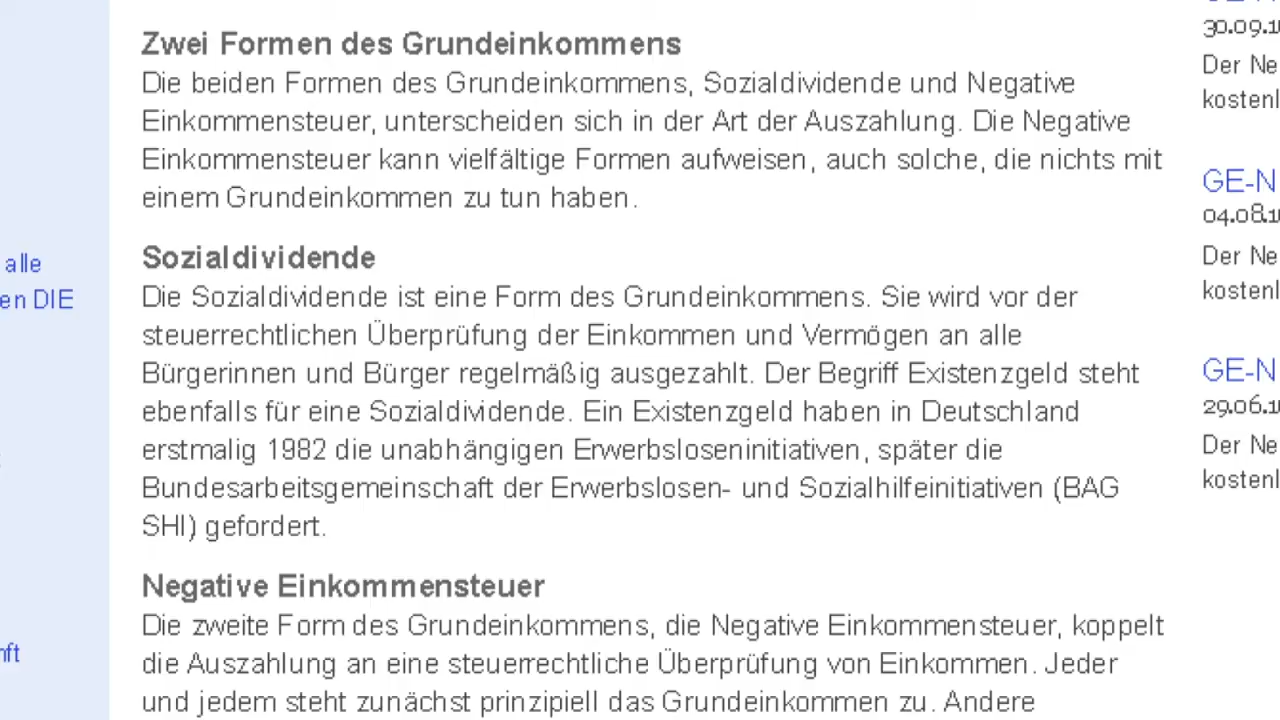 Zwei Formen des Grundeinkommens
Die beiden Formen des Grundeinkommens, Sozialdividende und Negative
Einkommensteuer, unterscheiden sich in der Art der Auszahlung. Die Negative
Einkommensteuer kann vielfältige Formen aufweisen, auch solche, die nichts mit
einem Grundeinkommen zu tun haben.
Sozialdividende
Die Sozialdividende ist eine Form des Grundeinkommens. Sie wird vor der
steuerrechtlichen Überprüfung der Einkommen und Vermögen an alle
Bürgerinnen und Bürger regelmäßig ausgezahlt. Der Begriff Existenzgeld steht
ebenfalls für eine Sozialdividende. Ein Existenzgeld haben in Deutschland
erstmalig 1982 die unabhängigen Erwerbsloseninitiativen, später die
Bundesarbeitsgemeinschaft der Erwerbslosen- und Sozialhilfeinitiativen (BAG
SHI) gefordert.
Negative Einkommensteuer
Die zweite Form des Grundeinkommens, die Negative Einkommensteuer, koppelt
die Auszahlung an eine steuerrechtliche Überprüfung von Einkommen. Jeder
und jedem steht zunächst prinzipiell das Grundeinkommen zu. Andere
alle
en DIE
30.09.1
Der Ne
kostenl
GE-N
04.08.1
Der Ne
kostenl
GE-N
29.06.1
Der Ne
kostenl